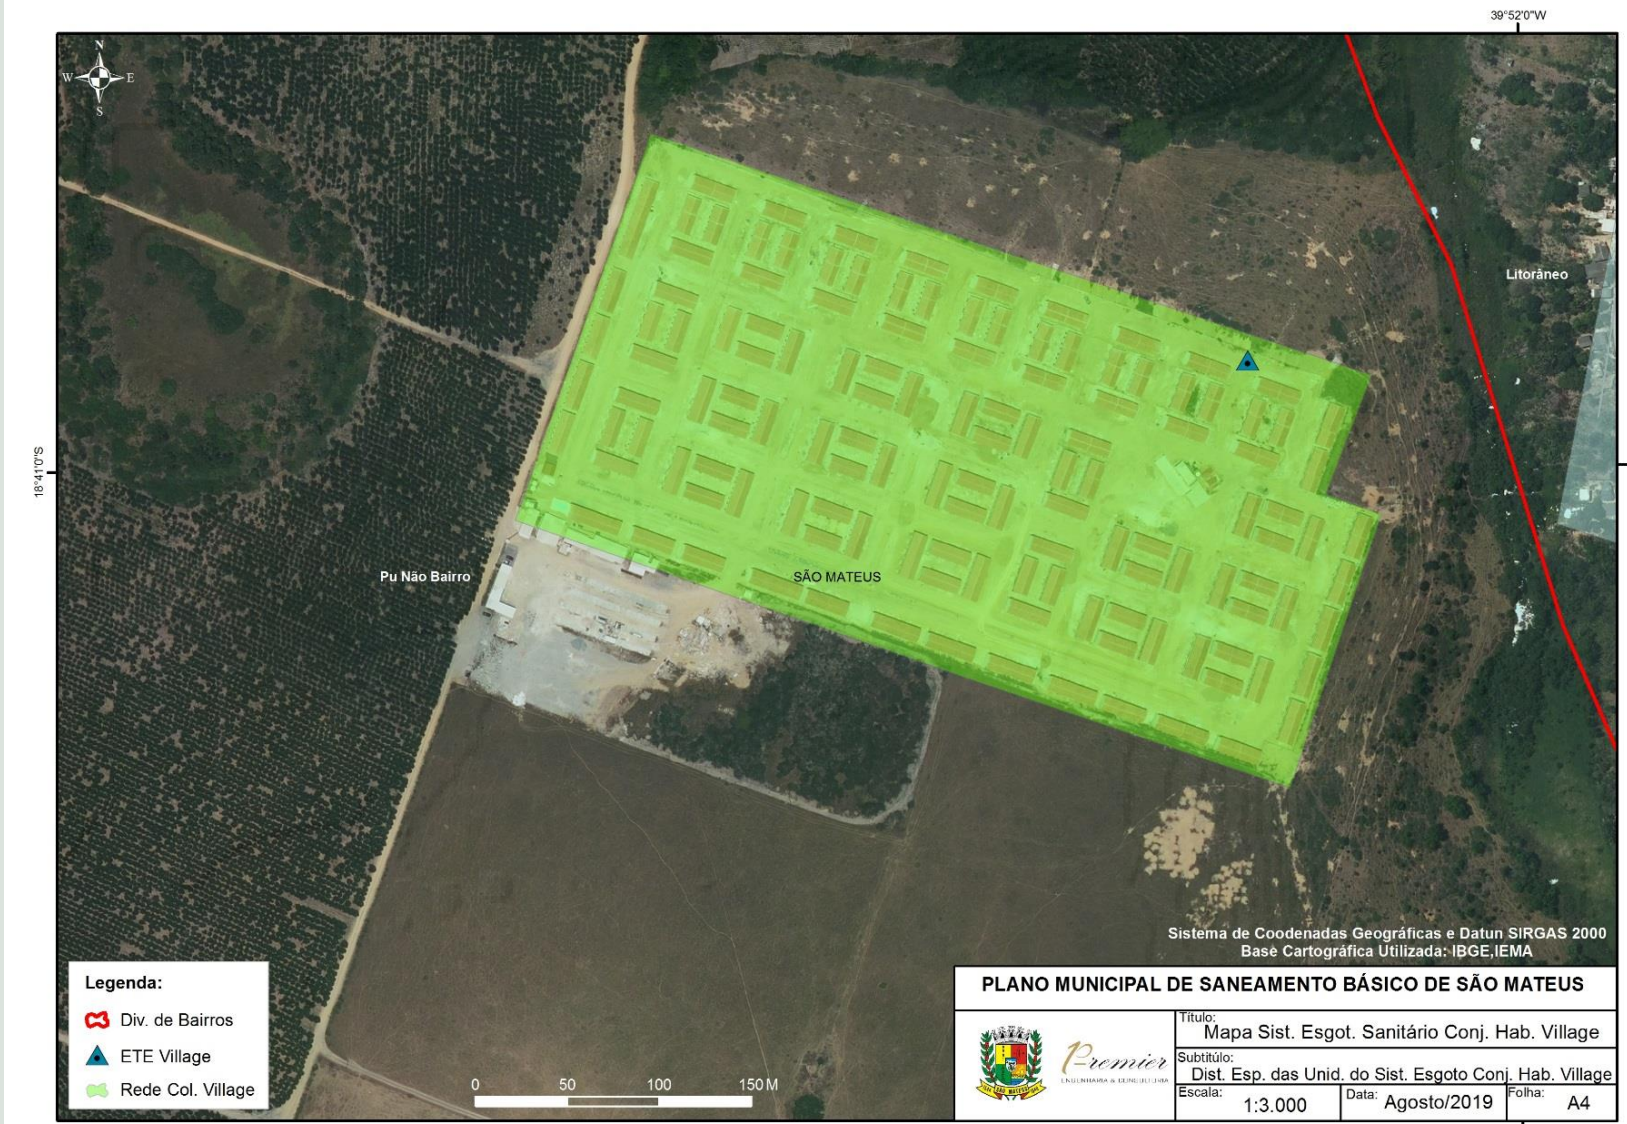 39°52'0"W
N
W E
S
Litorâneo
18°41'0"S
Pu Não Bairro
SÃO MATEUS
Sistema de Coodenadas Geográficas e Datun SIRGAS 2000
Base Cartográfica Utilizada: IBGE,IEMA
Legenda:
Div. de Bairros
ETE Village
Rede Col. Village
0 50 100 150 M
PLANO MUNICIPAL DE SANEAMENTO BÁSICO DE SÃO MATEUS
Premier
ENGENHARIA & CONSULTORIA
Título:
Mapa Sist. Esgot. Sanitário Conj. Hab. Village
Subtitúlo:
Dist. Esp. das Unid. do Sist. Esgoto Conj. Hab. Village
Escala: 1:3.000
Data: Agosto/2019
Folha: A4